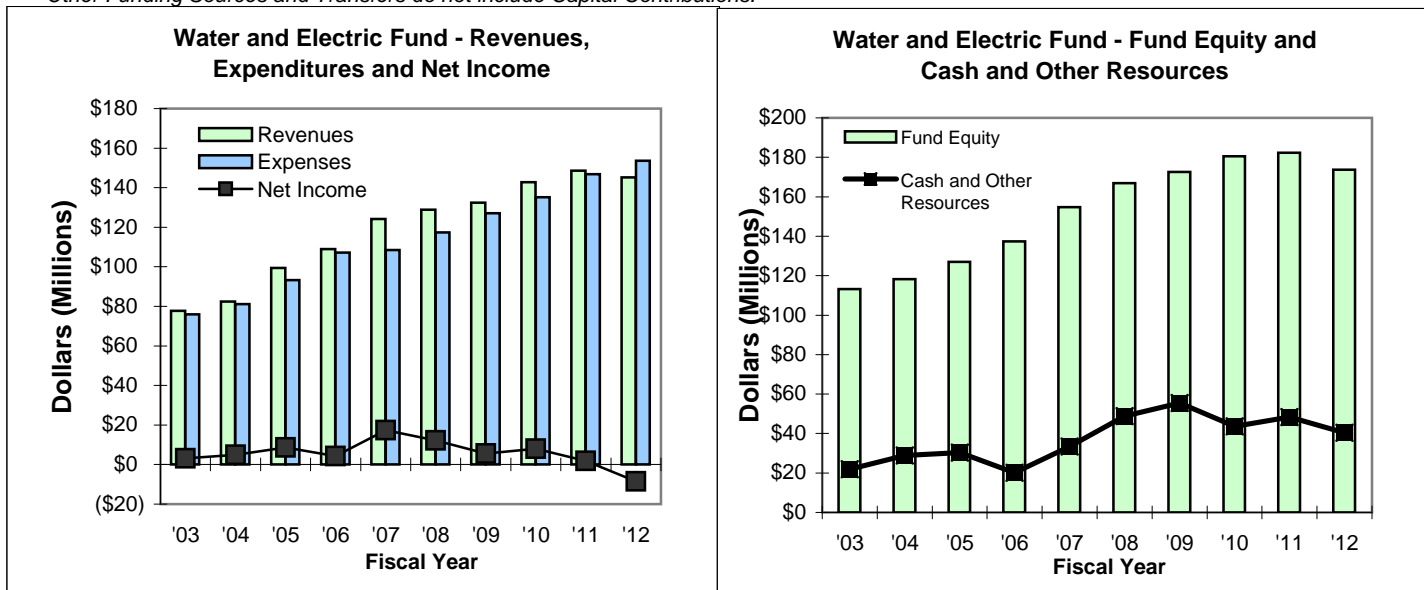 Other Funding Sources and Transfers do not include Capital Contributions.
Water and Electric Fund - Revenues,
Expenditures and Net Income
$180
$160
$140
$120
$100
$80
$60
$40
$20
$0
($20)
Dollars (Millions)
Revenues
Expenses
Net Income
'03 '04 '05 '06 '07 '08 '09 '10 '11 '12
Fiscal Year
Water and Electric Fund - Fund Equity and
Cash and Other Resources
$200
$180
$160
$140
$120
$100
$80
$60
$40
$20
$0
Dollars (Millions)
Fund Equity
Cash and Other
Resources
'03 '04 '05 '06 '07 '08 '09 '10 '11 '12
Fiscal Year